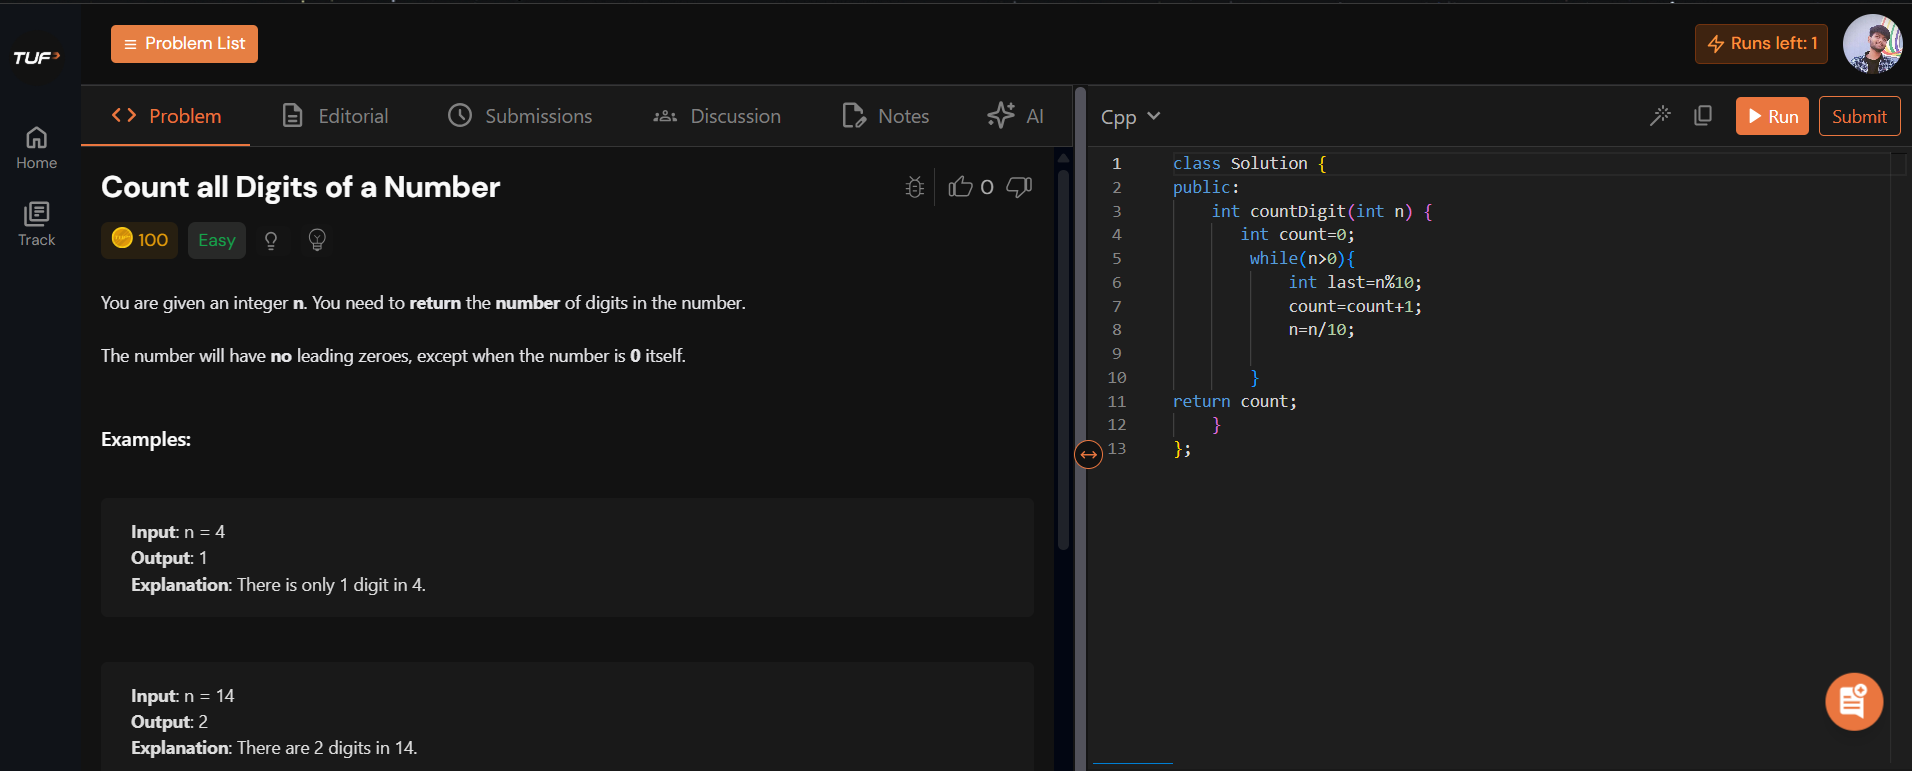 TUF
Problem List
Runs left: 1
Home
Track
Problem
Editorial
Submissions
Discussion
Notes
AI
Count all Digits of a Number
0
100
Easy
You are given an integer n. You need to return the number of digits in the number.
The number will have no leading zeroes, except when the number is 0 itself.
Examples:
Input: n = 4
Output: 1
Explanation: There is only 1 digit in 4.
Input: n = 14
Output: 2
Explanation: There are 2 digits in 14.
Cpp
Run
Submit
1 class Solution {
2 public:
3     int countDigit(int n) {
4        int count=0;
5         while(n>0){
6             int last=n%10;
7             count=count+1;
8             n=n/10;
9
10         }
11 return count;
12     }
13 };